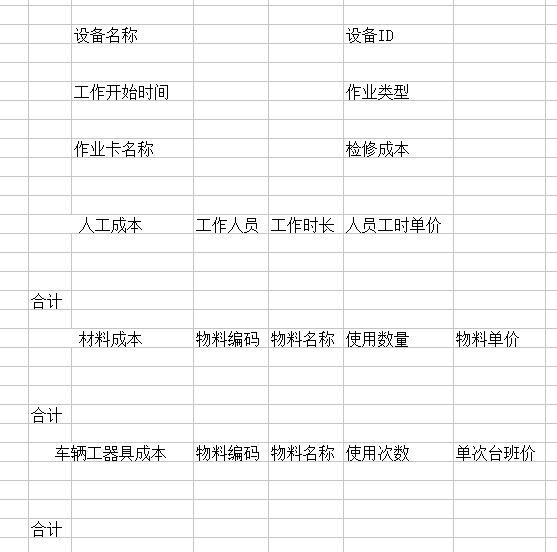 设备名称 设备ID
工作开始时间 作业类型
作业卡名称 检修成本
人工成本 工作人员 工作时长 人员工时单价
合计
材料成本 物料编码 物料名称 使用数量 物料单价
合计
车辆工器具成本 物料编码 物料名称 使用次数 单次台班价
合计